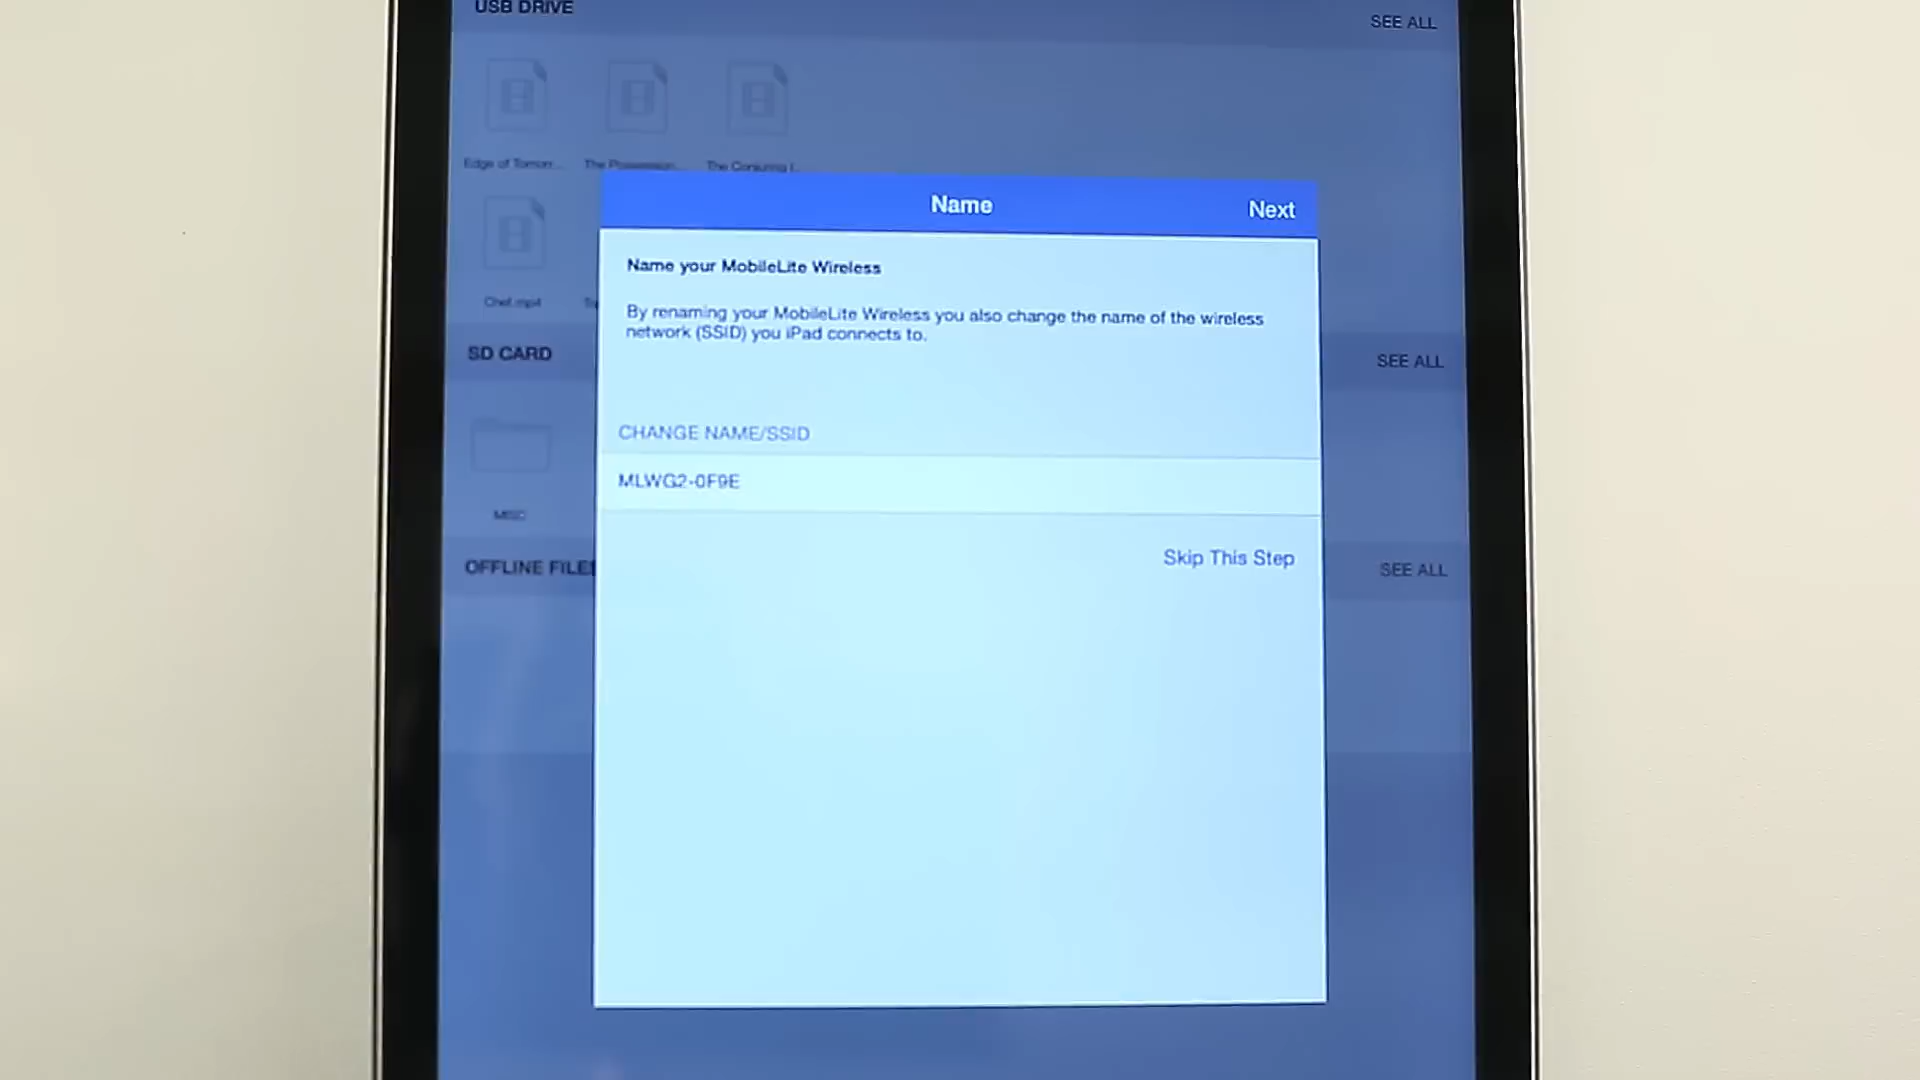 USB DRIVE
SEE ALL
Edge of Tomorr...
The Possession...
The Conjuring
Name
Next
Name your MobileLite Wireless
By renaming your MobileLite Wireless you also change the name of the wireless
network (SSID) you iPad connects to.
Chef.mp4
SD CARD
SEE ALL
CHANGE NAME/SSID
MLWG2-0F9E
MISC
Skip This Step
OFFLINE FILE
SEE ALL